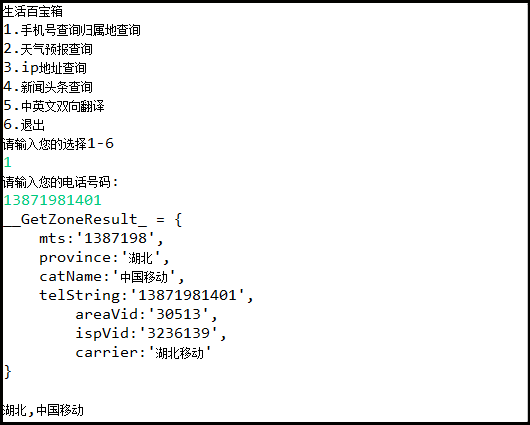 生活百宝箱
1.手机号查询归属地查询
2.天气预报查询
3.ip地址查询
4.新闻头条查询
5.中英文双向翻译
6.退出
请输入您的选择1-6
1
请输入您的电话号码:
13871981401
__GetZoneResult_ = {
    mts:'1387198',
    province:'湖北',
    catName:'中国移动',
    telString:'13871981401',
        areaVid:'30513',
        ispVid:'3236139',
        carrier:'湖北移动'
}
湖北,中国移动